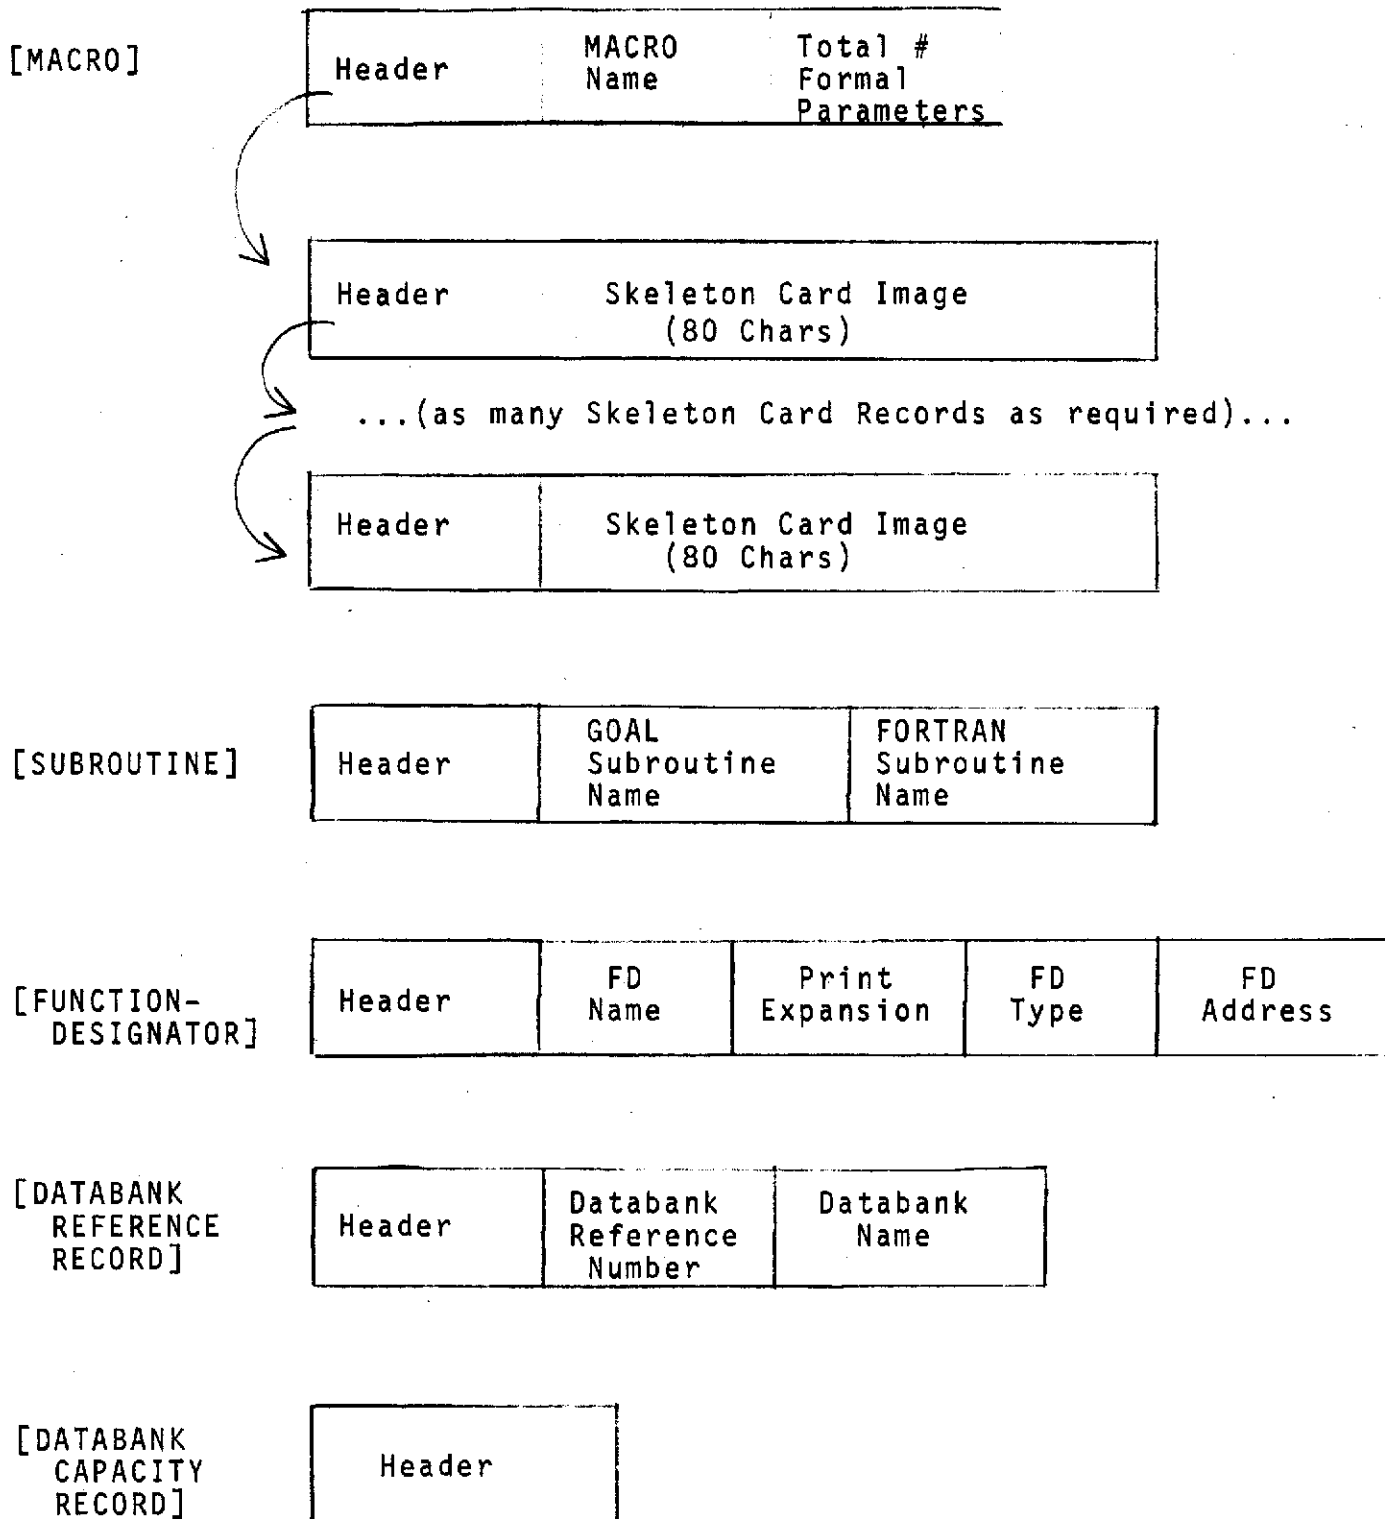 [MACRO]
Header
MACRO
Name
Total #
Formal
Parameters
Header
Skeleton Card Image
(80 Chars)
...(as many Skeleton Card Records as required)...
Header
Skeleton Card Image
(80 Chars)
[SUBROUTINE]
Header
GOAL
Subroutine
Name
FORTRAN
Subroutine
Name
[FUNCTION-
DESIGNATOR]
Header
FD
Name
Print
Expansion
FD
Type
FD
Address
[DATABANK
REFERENCE
RECORD]
Header
Databank
Reference
Number
Databank
Name
[DATABANK
CAPACITY
RECORD]
Header